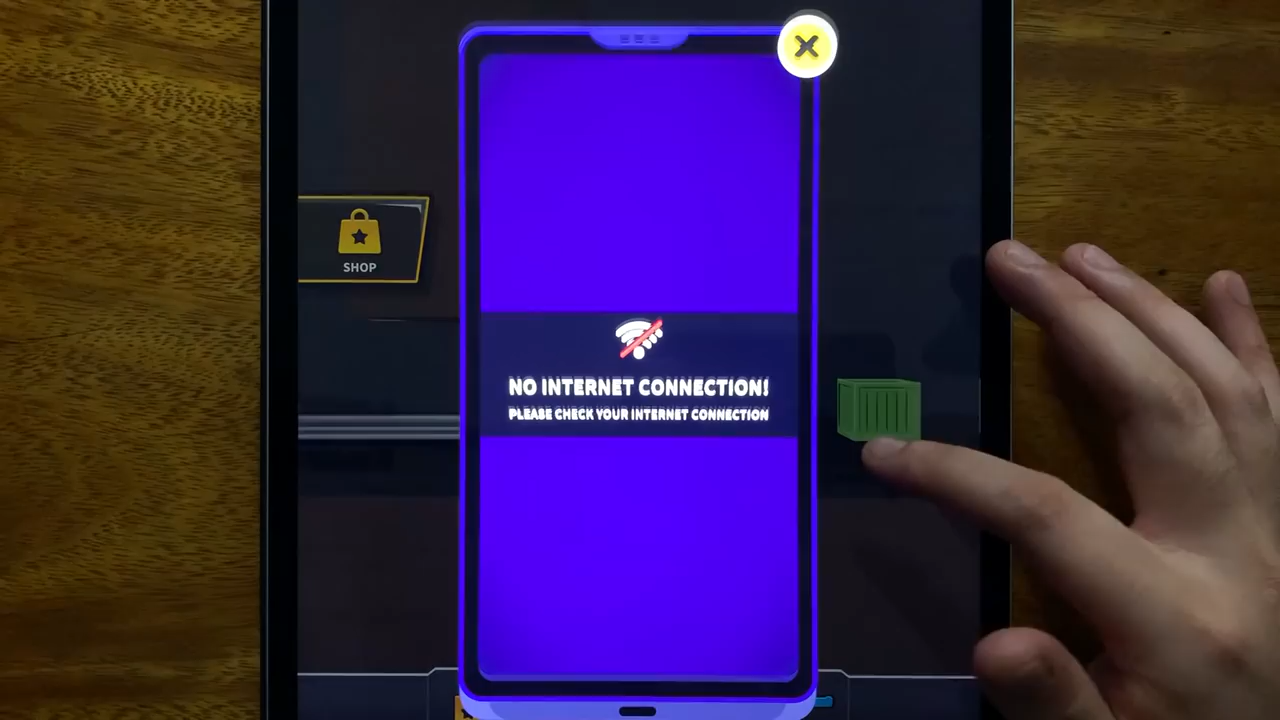 SHOP
NO INTERNET CONNECTION!
PLEASE CHECK YOUR INTERNET CONNECTION